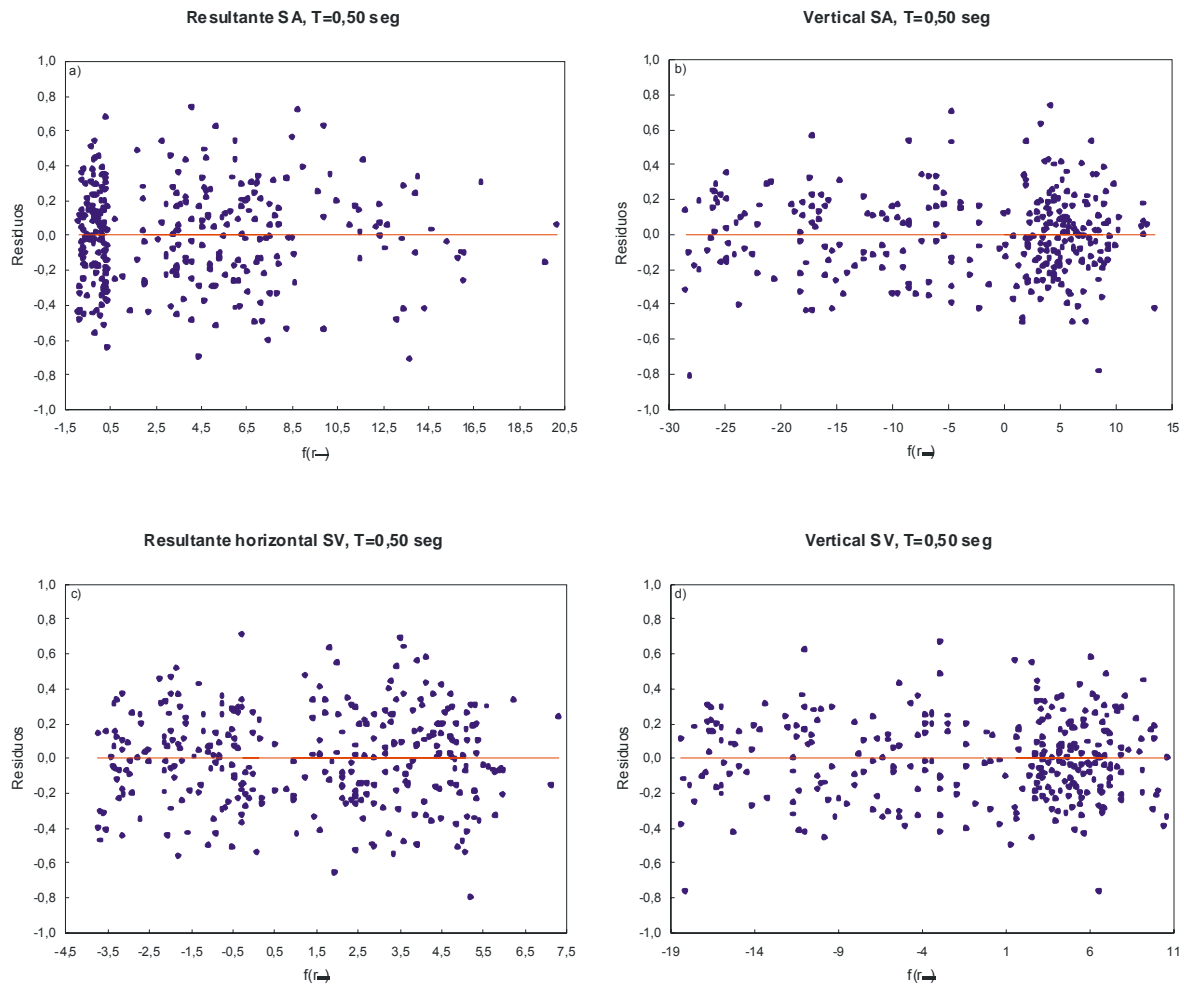 Resultante SA, T=0,50 seg
a)
1,0
0,8
0,6
0,4
0,2
0,0
-0,2
-0,4
-0,6
-0,8
-1,0
Residuos
-1,5 0,5 2,5 4,5 6,5 8,5 10,5 12,5 14,5 16,5 18,5 20,5
f(r
Vertical SA, T=0,50 seg
b)
1,0
0,8
0,6
0,4
0,2
0,0
-0,2
-0,4
-0,6
-0,8
-1,0
Residuos
-30 -25 -20 -15 -10 -5 0 5 10 15
f(r
Resultante horizontal SV, T=0,50 seg
c)
1,0
0,8
0,6
0,4
0,2
0,0
-0,2
-0,4
-0,6
-0,8
-1,0
Residuos
-4,5 -3,5 -2,5 -1,5 -0,5 0,5 1,5 2,5 3,5 4,5 5,5 6,5 7,5
f(r
Vertical SV, T=0,50 seg
d)
1,0
0,8
0,6
0,4
0,2
0,0
-0,2
-0,4
-0,6
-0,8
-1,0
Residuos
-19 -14 -9 -4 1 6 11
f(r